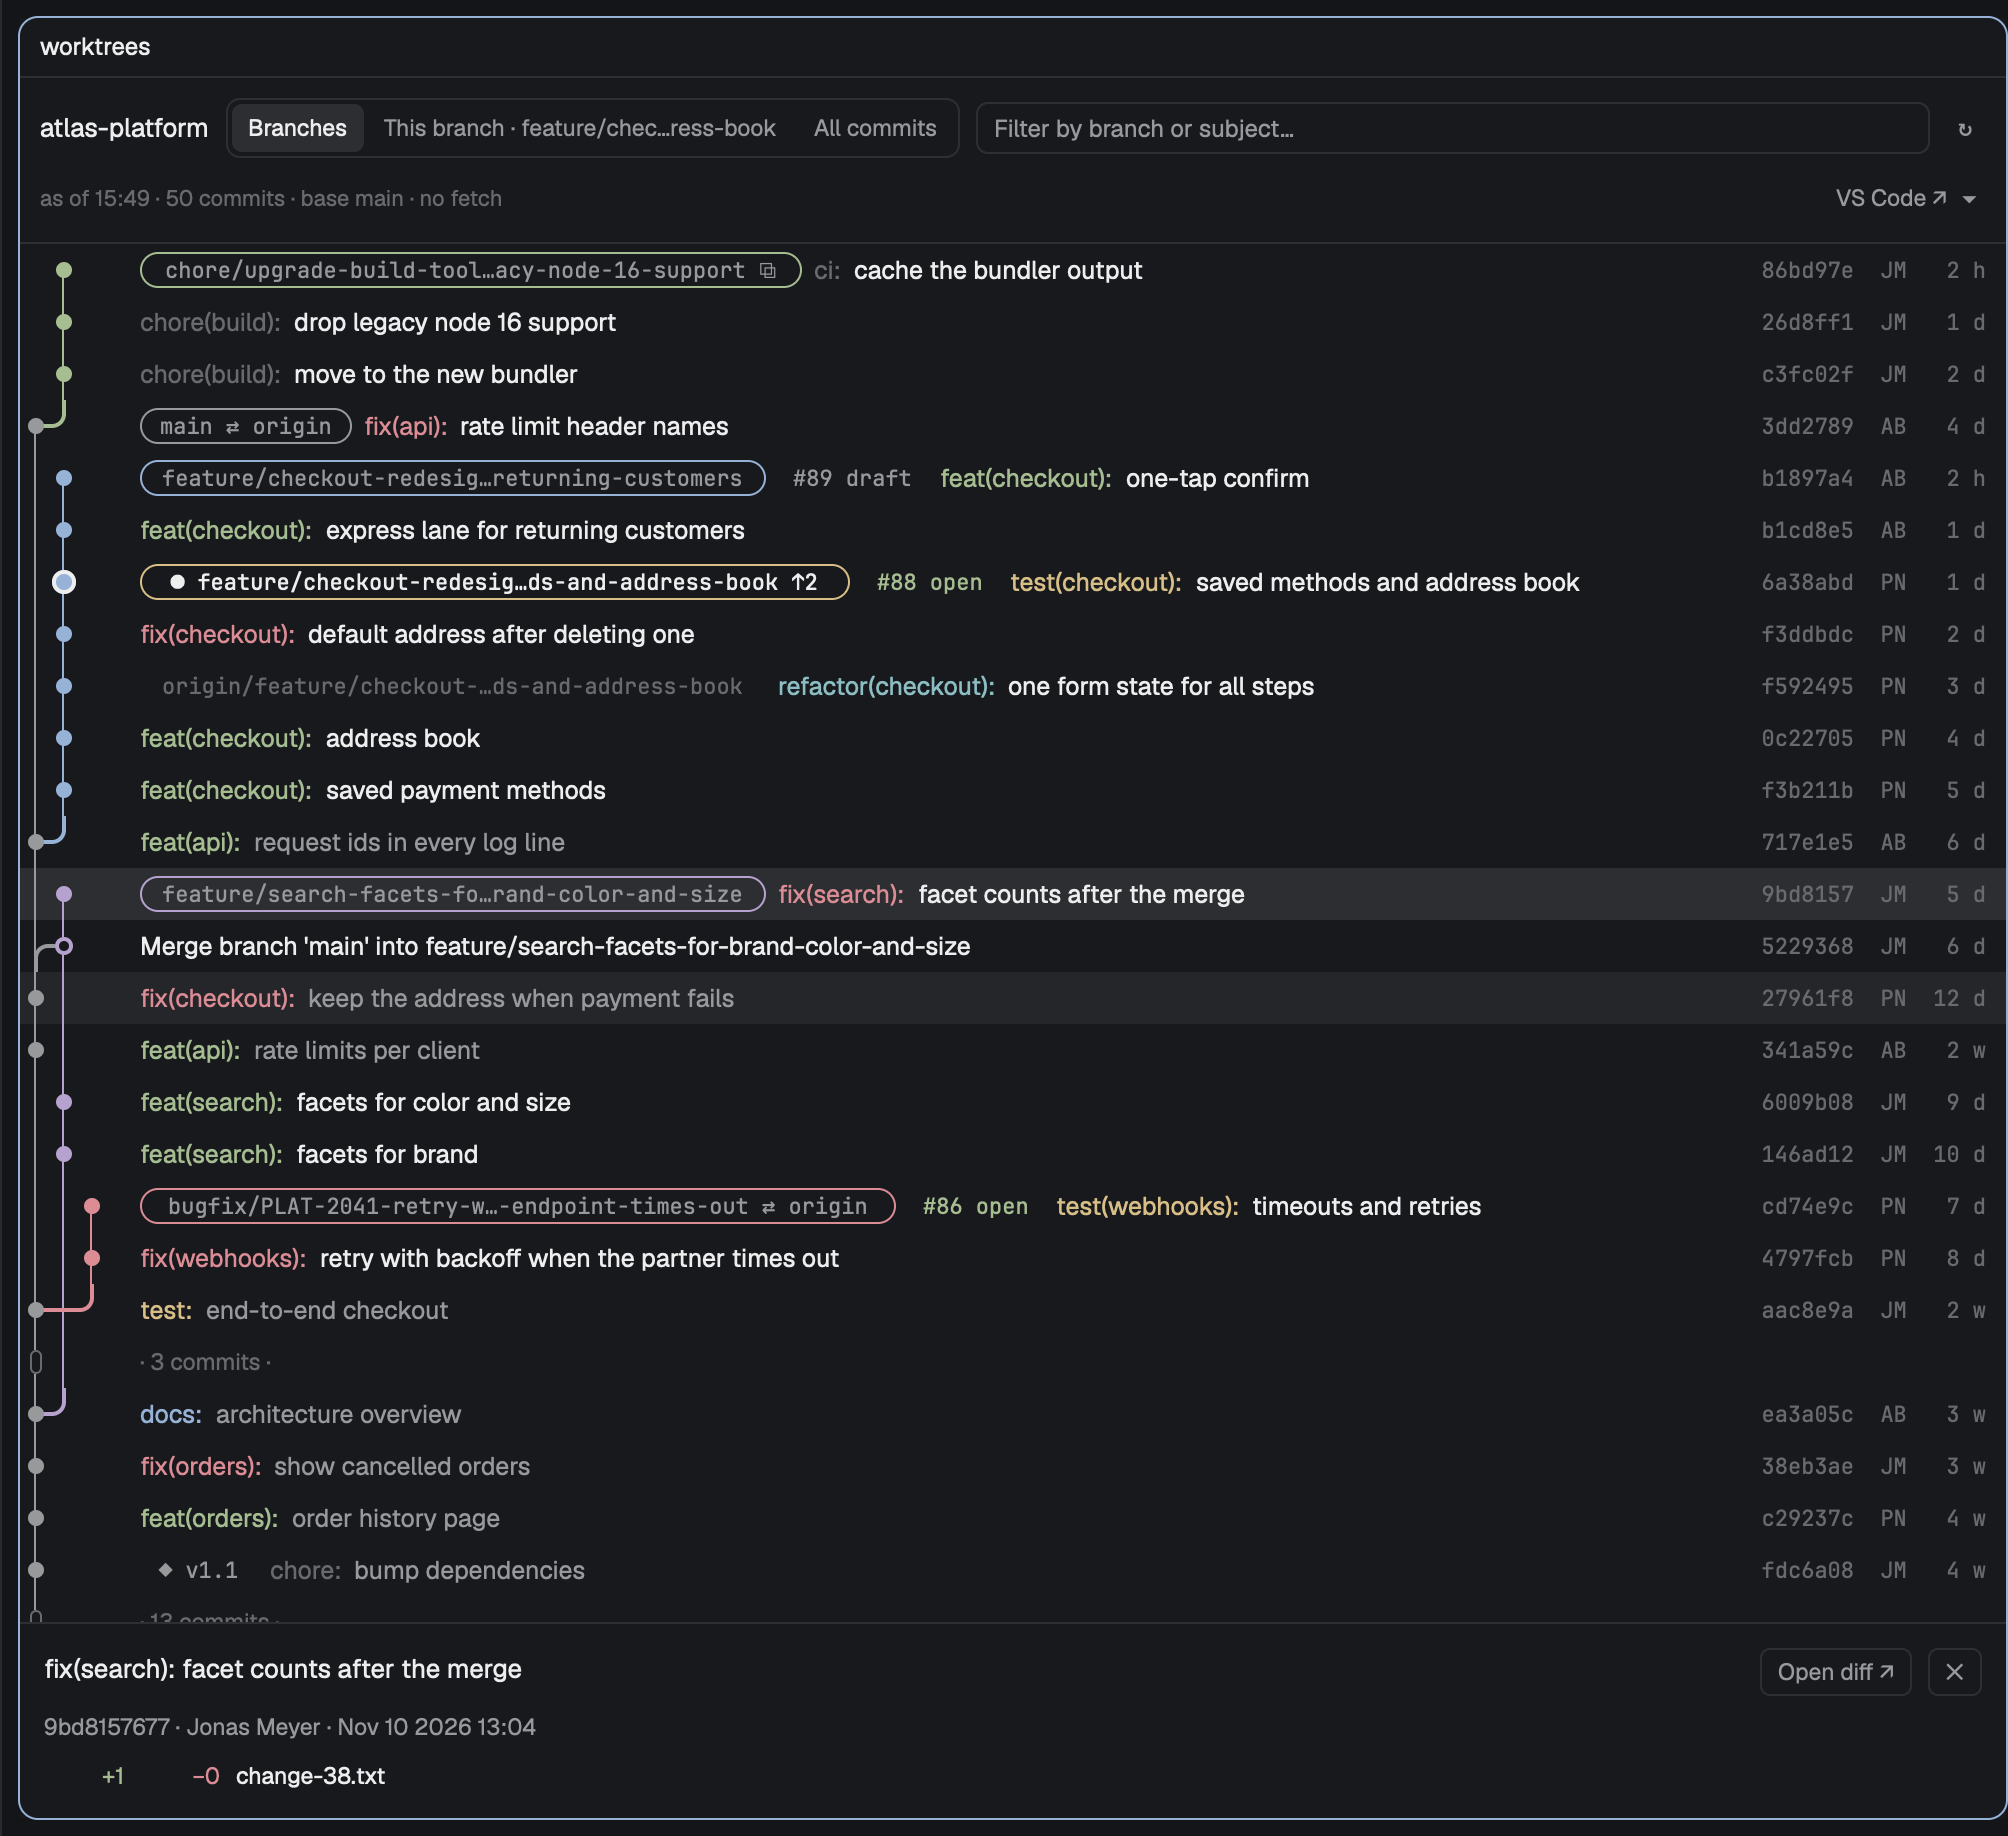 worktrees
atlas-platform Branches This branch · feature/chec…ress-book All commits Filter by branch or subject… ↻
as of 15:49 · 50 commits · base main · no fetch VS Code ↗
chore/upgrade-build-tool…acy-node-16-support ci: cache the bundler output 86bd97e JM 2 h
chore(build): drop legacy node 16 support 26d8ff1 JM 1 d
chore(build): move to the new bundler c3fc02f JM 2 d
main ⇄ origin fix(api): rate limit header names 3dd2789 AB 4 d
feature/checkout-redesig…returning-customers #89 draft feat(checkout): one-tap confirm b1897a4 AB 2 h
feat(checkout): express lane for returning customers b1cd8e5 AB 1 d
● feature/checkout-redesig…ds-and-address-book ↑2 #88 open test(checkout): saved methods and address book 6a38abd PN 1 d
fix(checkout): default address after deleting one f3ddbdc PN 2 d
origin/feature/checkout-…ds-and-address-book refactor(checkout): one form state for all steps f592495 PN 3 d
feat(checkout): address book 0c22705 PN 4 d
feat(checkout): saved payment methods f3b211b PN 5 d
feat(api): request ids in every log line 717e1e5 AB 6 d
feature/search-facets-fo…rand-color-and-size fix(search): facet counts after the merge 9bd8157 JM 5 d
Merge branch 'main' into feature/search-facets-for-brand-color-and-size 5229368 JM 6 d
fix(checkout): keep the address when payment fails 27961f8 PN 12 d
feat(api): rate limits per client 341a59c AB 2 w
feat(search): facets for color and size 6009b08 JM 9 d
feat(search): facets for brand 146ad12 JM 10 d
bugfix/PLAT-2041-retry-w…-endpoint-times-out ⇄ origin #86 open test(webhooks): timeouts and retries cd74e9c PN 7 d
fix(webhooks): retry with backoff when the partner times out 4797fcb PN 8 d
test: end-to-end checkout aac8e9a JM 2 w
· 3 commits ·
docs: architecture overview ea3a05c AB 3 w
fix(orders): show cancelled orders 38eb3ae JM 3 w
feat(orders): order history page c29237c PN 4 w
◆ v1.1 chore: bump dependencies fdc6a08 JM 4 w
· 13 commits ·
fix(search): facet counts after the merge Open diff ↗ ✕
9bd8157677 · Jonas Meyer · Nov 10 2026 13:04
+1 −0 change-38.txt